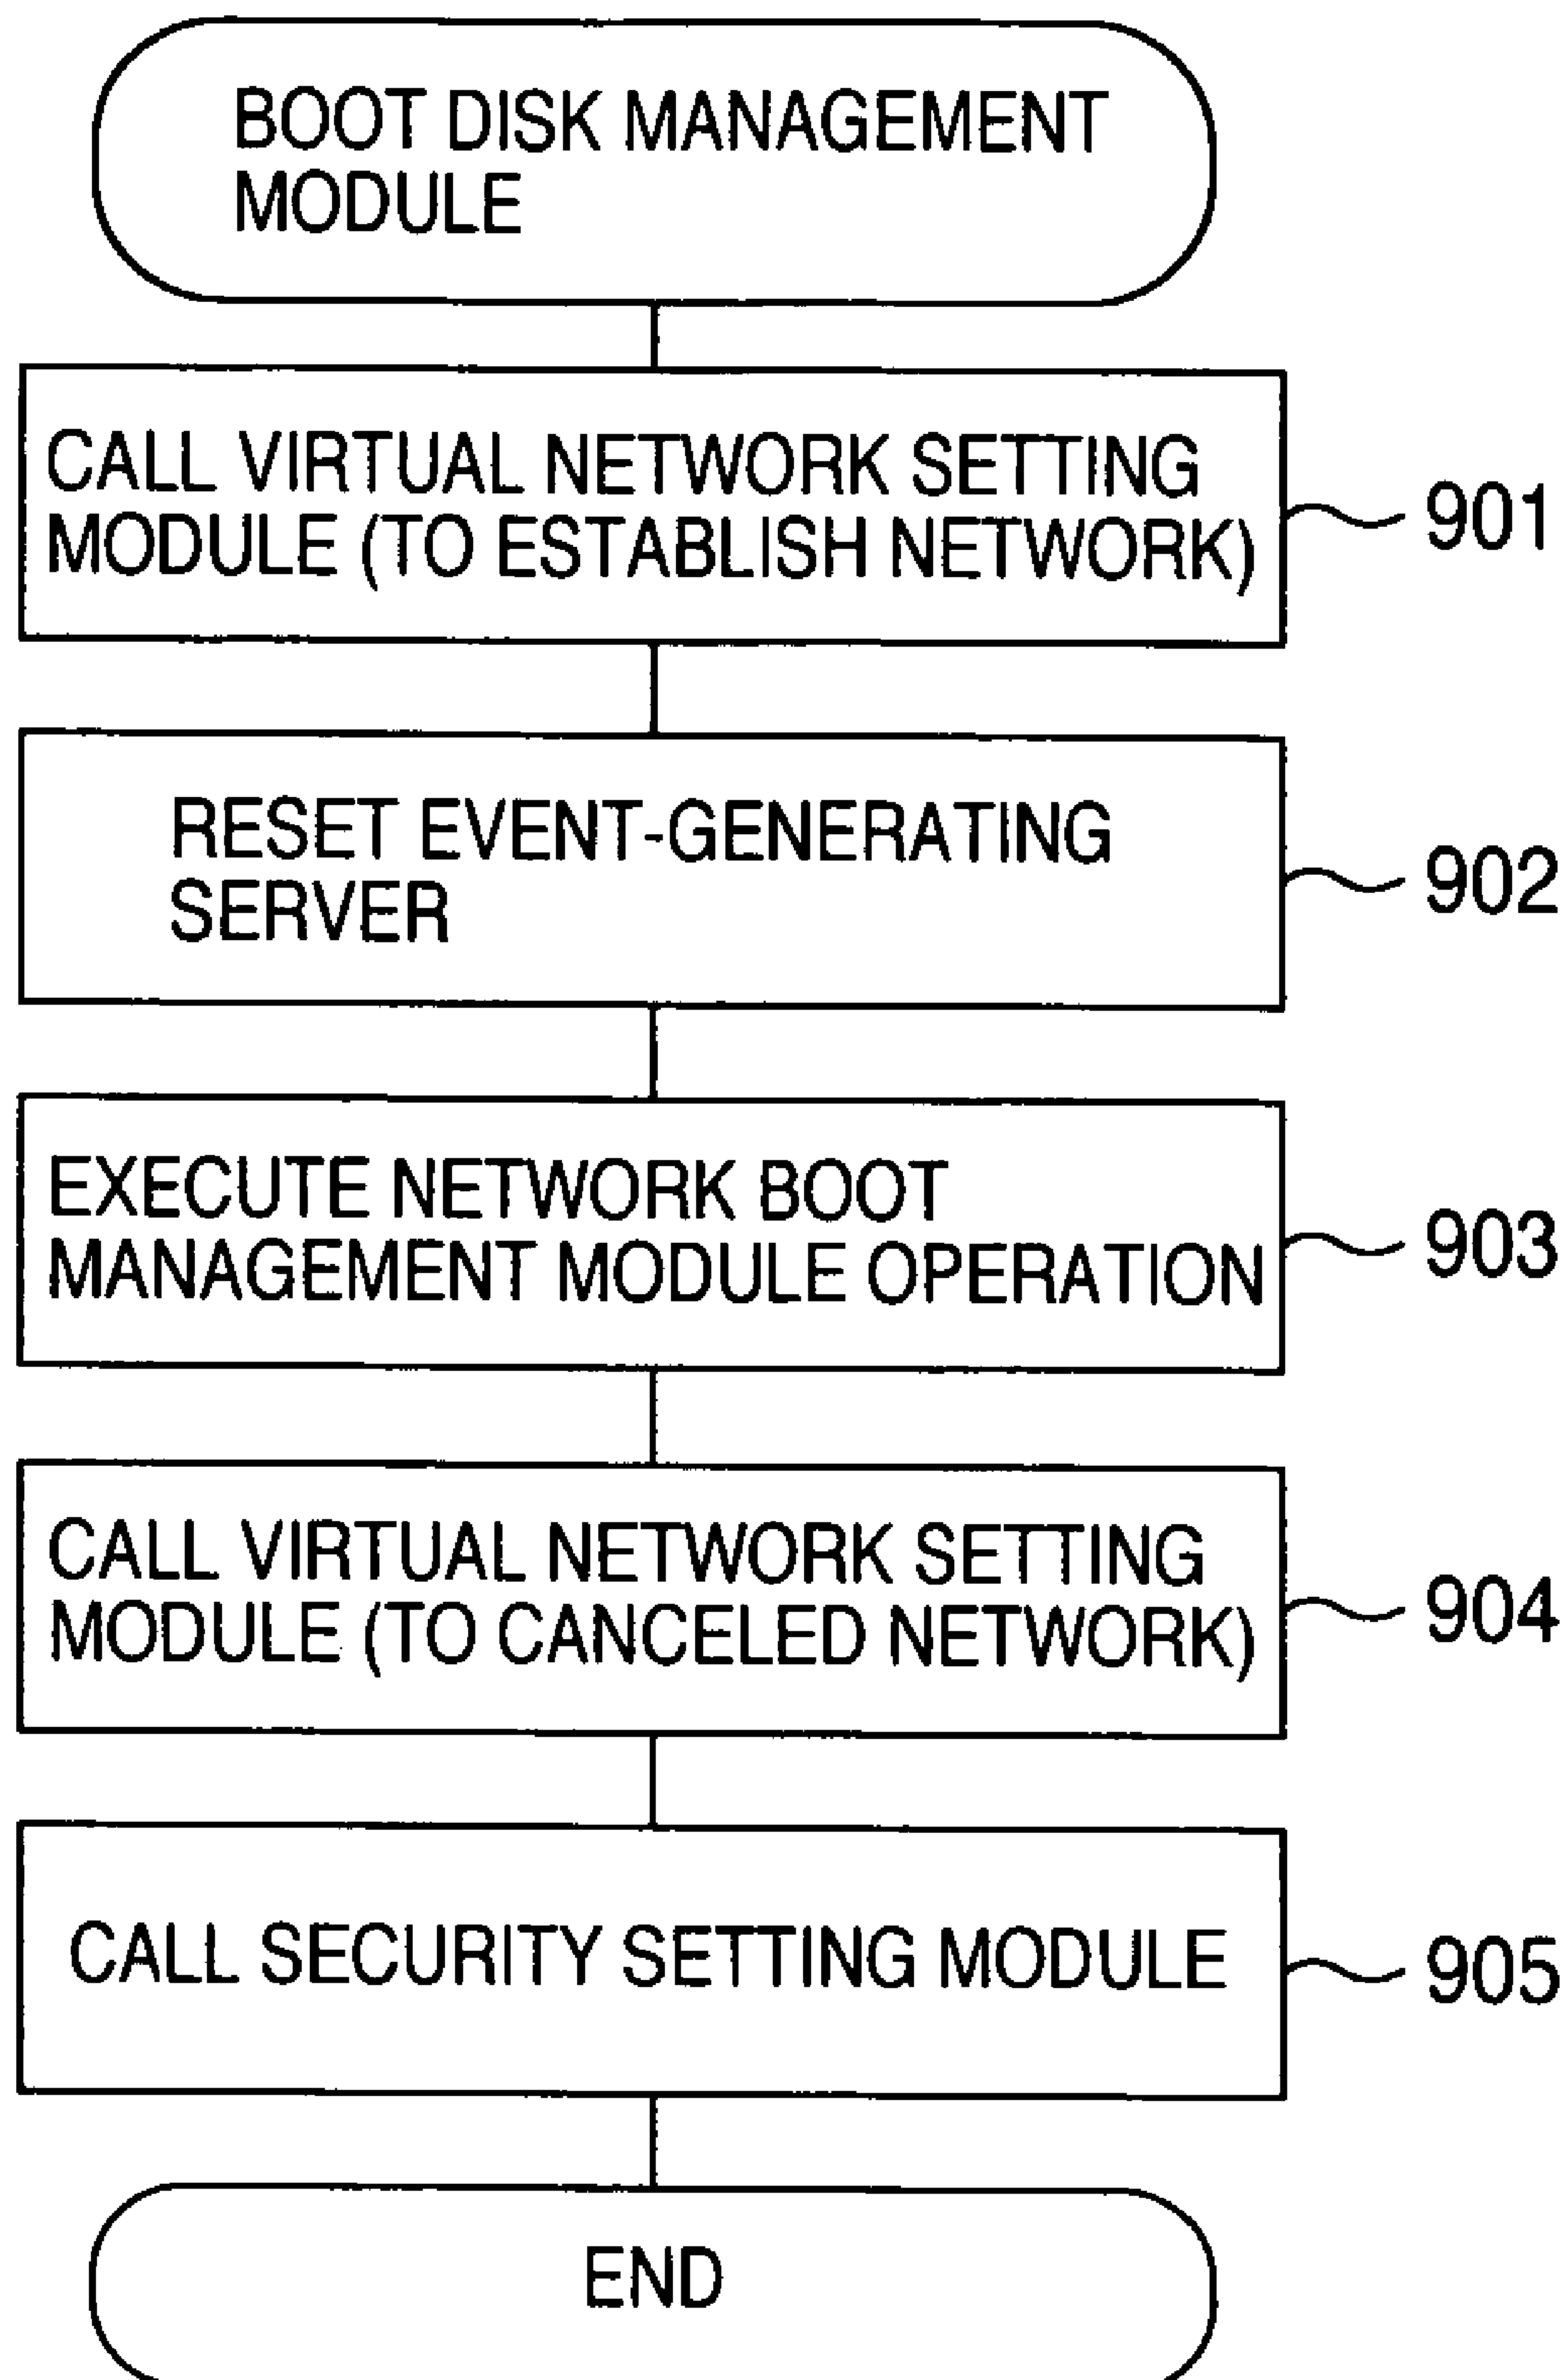 BOOT DISK MANAGEMENT
MODULE
CALL VIRTUAL NETWORK SETTING
MODULE (TO ESTABLISH NETWORK)
901
RESET EVENT-GENERATING
SERVER
902
EXECUTE NETWORK BOOT
MANAGEMENT MODULE OPERATION
903
CALL VIRTUAL NETWORK SETTING
MODULE (TO CANCELED NETWORK)
904
CALL SECURITY SETTING MODULE
905
END